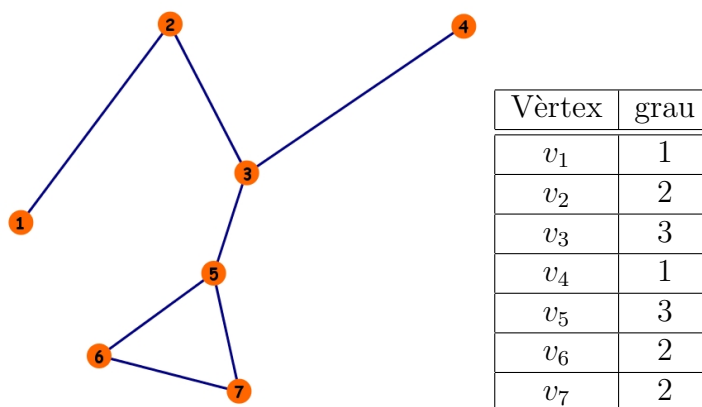 2
4
3
1
5
6
7
Vèrtex grau
v₁ 1
v₂ 2
v₃ 3
v₄ 1
v₅ 3
v₆ 2
v₇ 2